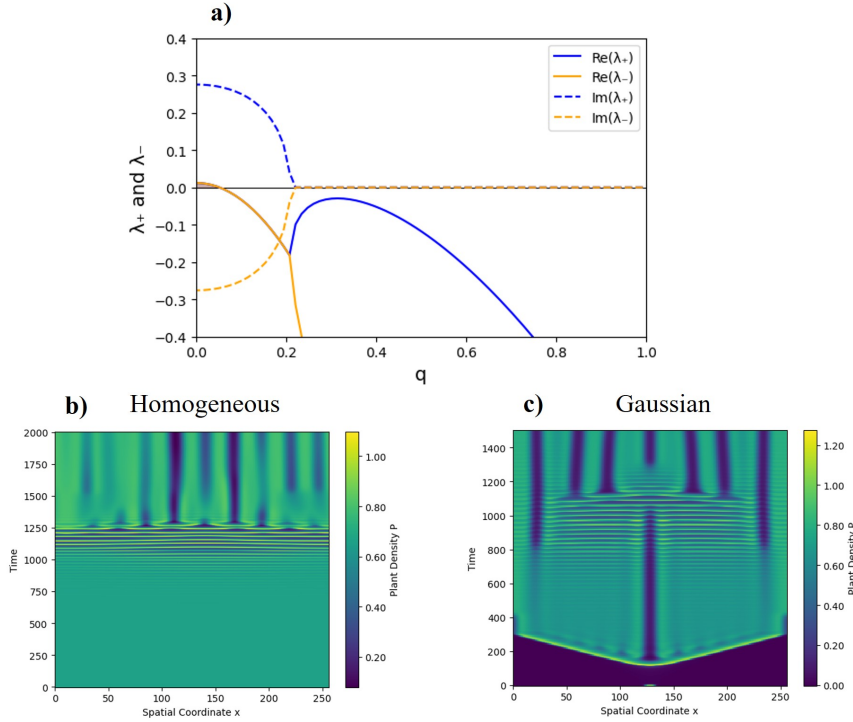 a)
0.4
0.3
0.2
0.1
0.0
−0.1
−0.2
−0.3
−0.4
λ₊ and λ₋
Re(λ₊)
Re(λ₋)
Im(λ₊)
Im(λ₋)
0.0 0.2 0.4 0.6 0.8 1.0
q
b) Homogeneous
2000
1750
1500
1250
1000
750
500
250
0
Time
0 50 100 150 200 250
Spatial Coordinate x
1.00
0.80
0.60
0.40
0.20
Plant Density P
c) Gaussian
1400
1200
1000
800
600
400
200
0
Time
0 50 100 150 200 250
Spatial Coordinate x
1.20
1.00
0.80
0.60
0.40
0.20
0.00
Plant Density P